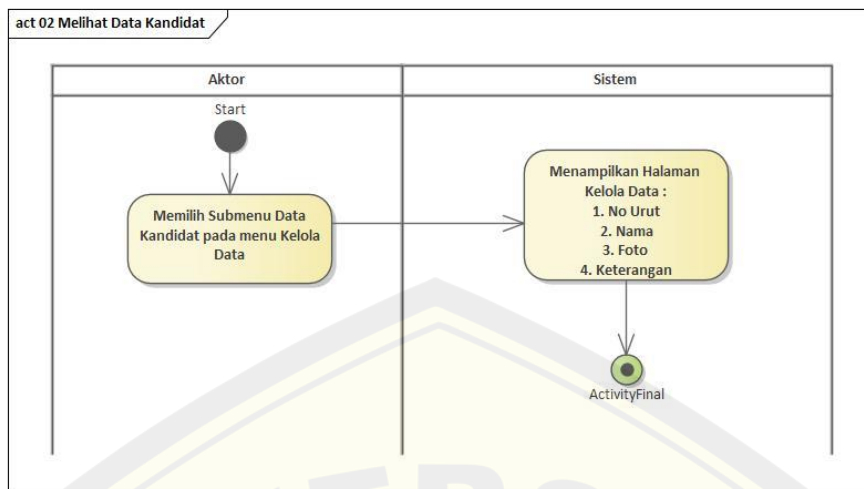 act 02 Melihat Data Kandidat
Aktor
Sistem
Start
Memilih Submenu Data
Kandidat pada menu Kelola
Data
Menampilkan Halaman
Kelola Data :
1. No Urut
2. Nama
3. Foto
4. Keterangan
ActivityFinal